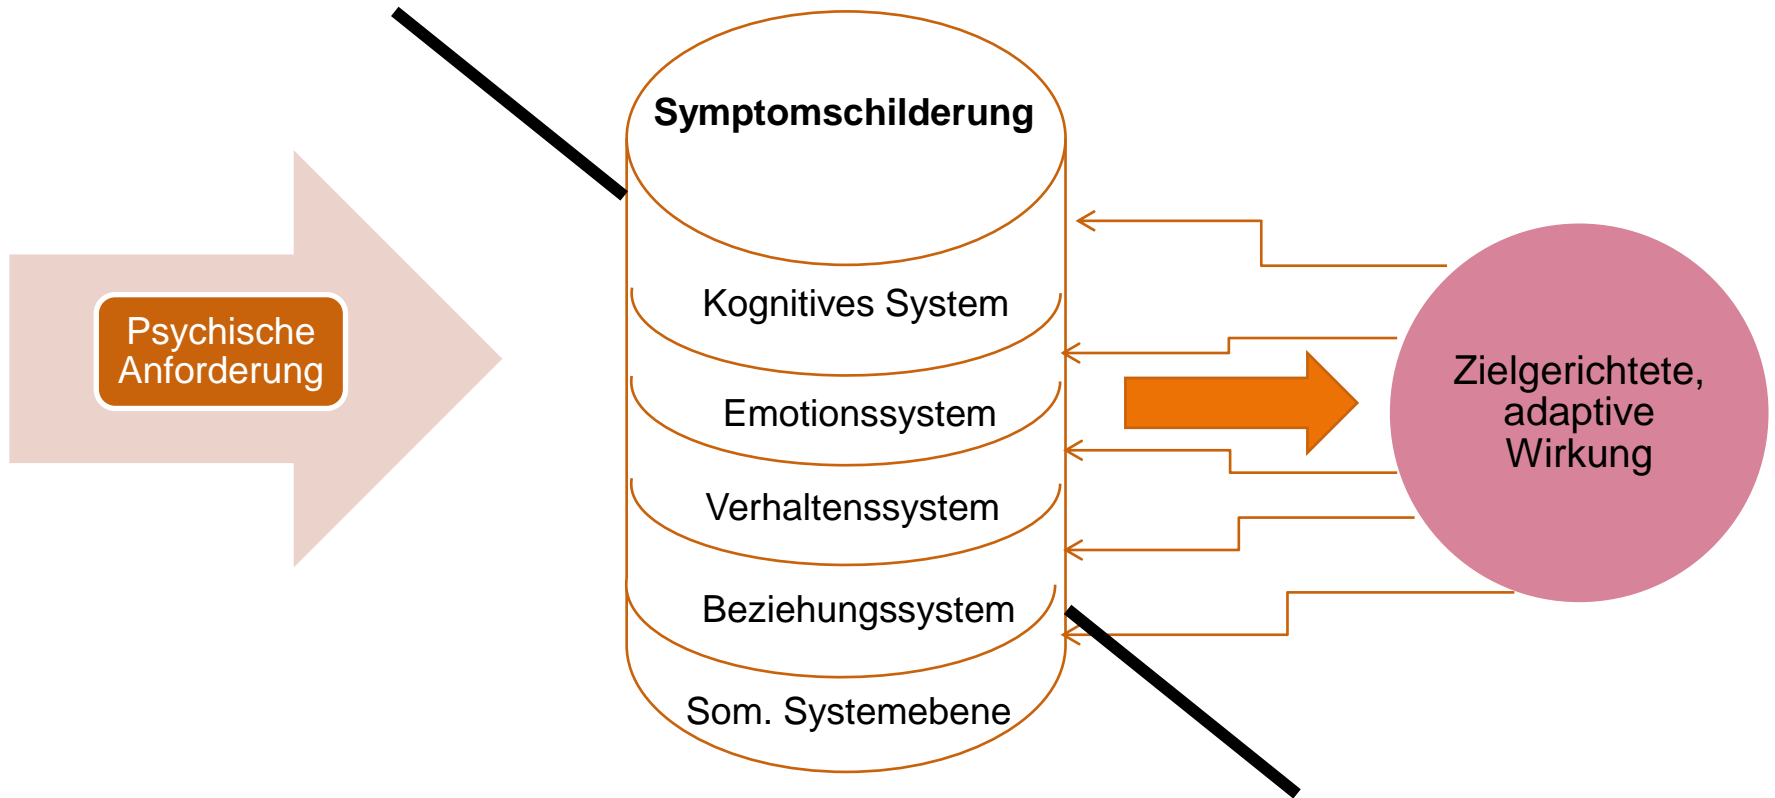 Symptomschilderung
Psychische
Anforderung
Kognitives System
Emotionssystem
Verhaltenssystem
Beziehungssystem
Som. Systemebene
Zielgerichtete,
adaptive
Wirkung